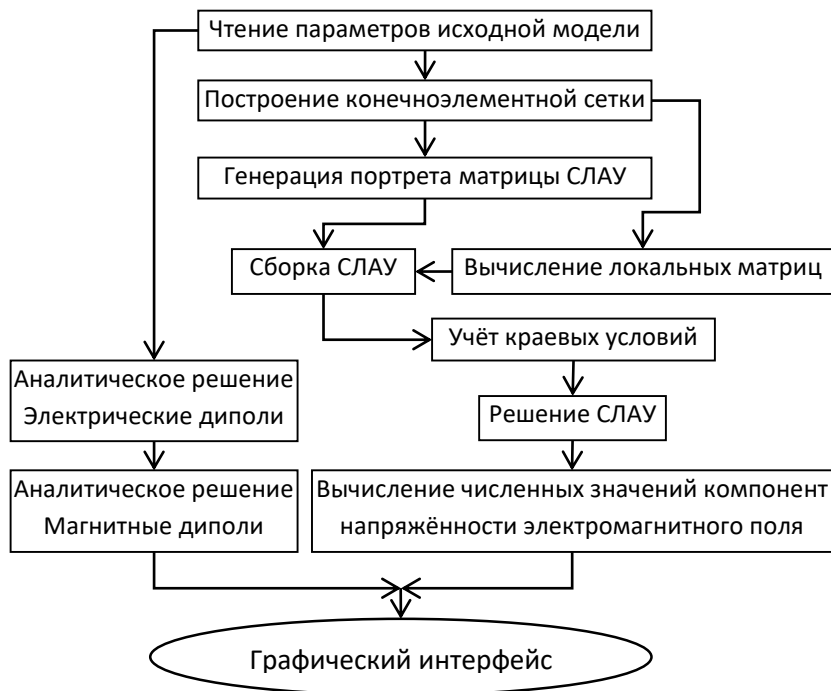 Чтение параметров исходной модели
Построение конечноэлементной сетки
Генерация портрета матрицы СЛАУ
Сборка СЛАУ
Вычисление локальных матриц
Учёт краевых условий
Аналитическое решение
Электрические диполи
Решение СЛАУ
Аналитическое решение
Магнитные диполи
Вычисление численных значений компонент
напряжённости электромагнитного поля
Графический интерфейс